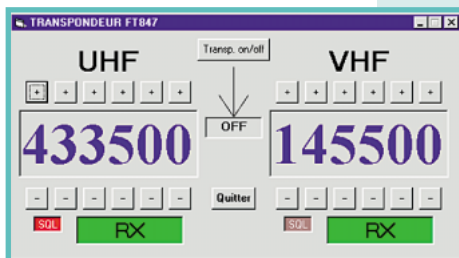 TRANSPONDEUR FT847
UHF
Transp. on/off
VHF
+ + + + + +
+ + + + + +
433500
OFF
145500
- - - - - -
Quitter
- - - - - -
SQL
RX
SQL
RX